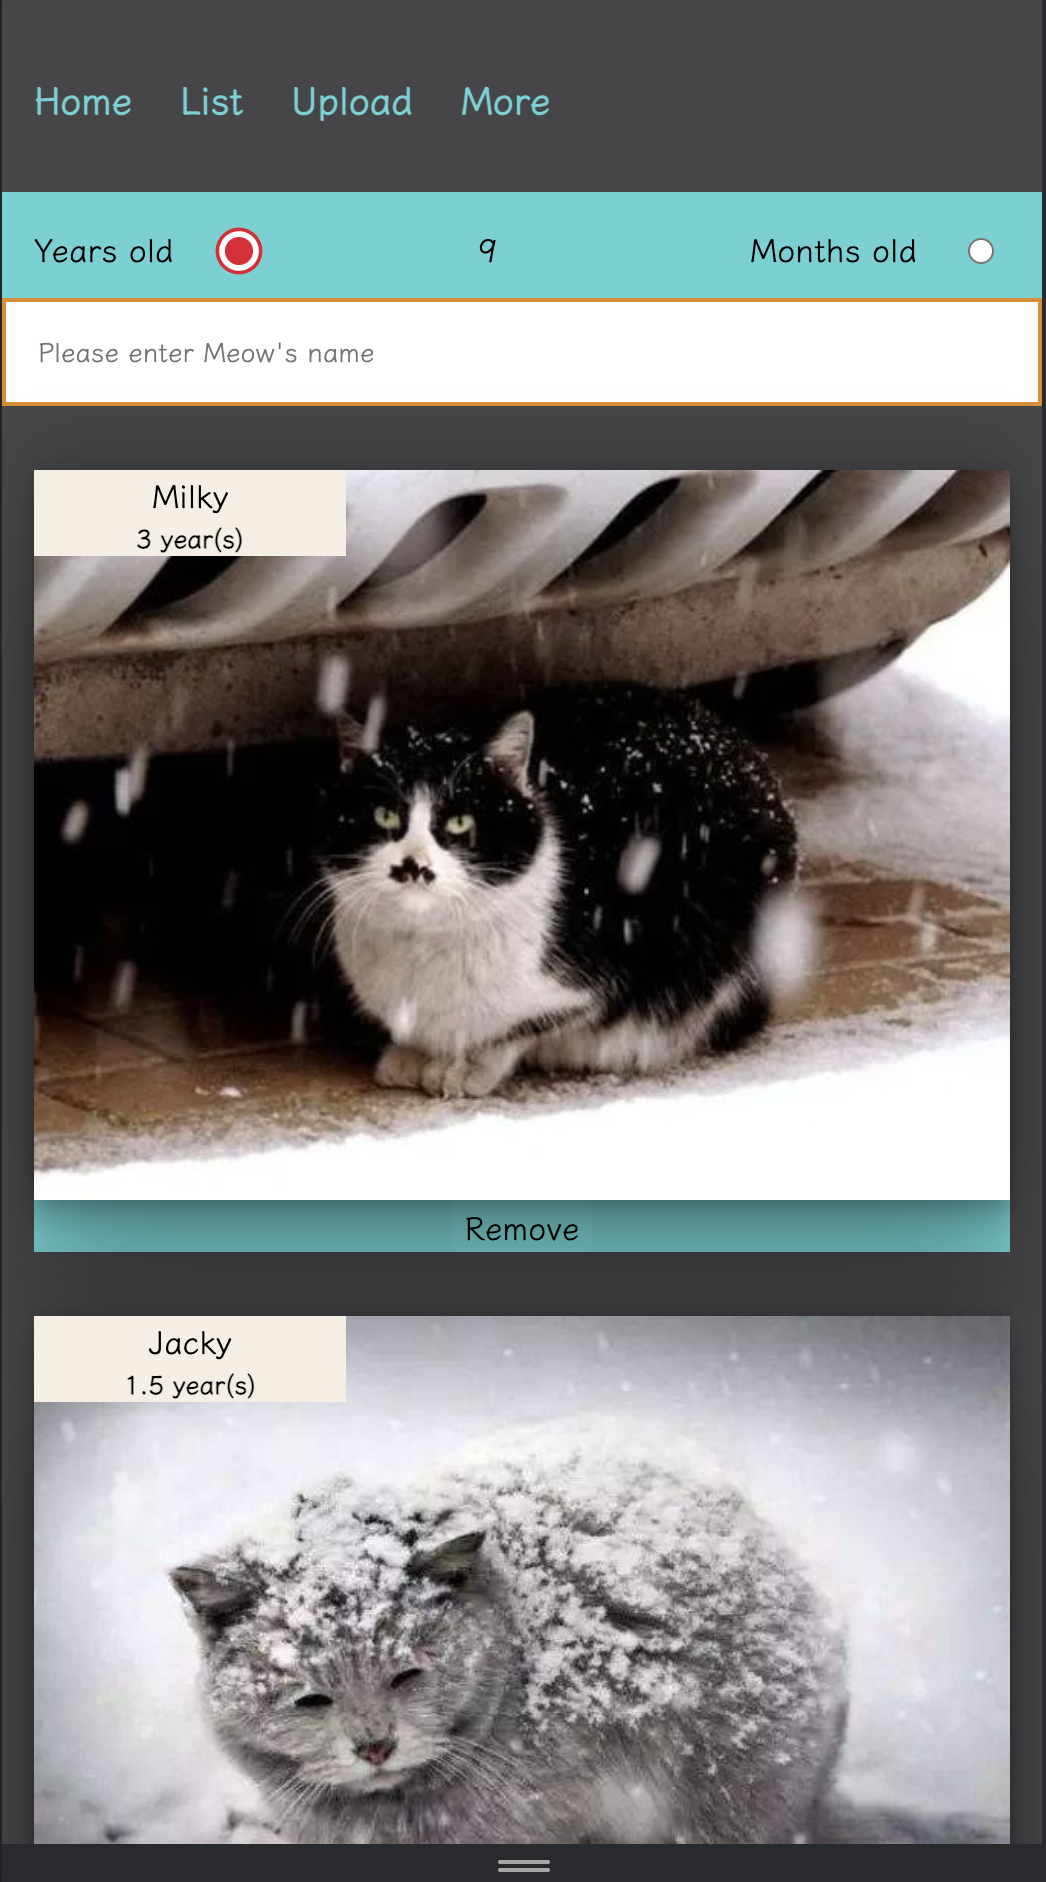 Home List Upload More
Years old 9 Months old
Please enter Meow's name
Milky
3 year(s)
Remove
Jacky
1.5 year(s)